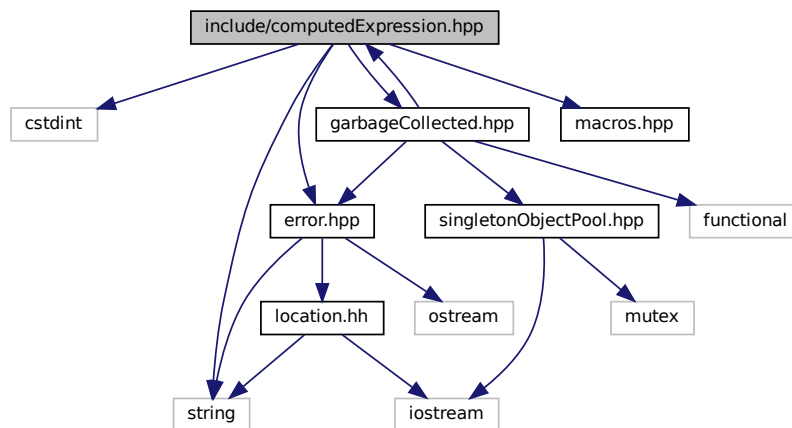 include/computedExpression.hpp
cstdint
garbageCollected.hpp
macros.hpp
error.hpp
singletonObjectPool.hpp
functional
location.hh
ostream
mutex
string
iostream